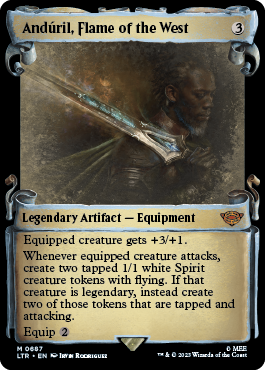 Andúril, Flame of the West 3
Legendary Artifact — Equipment
Equipped creature gets +3/+1.
Whenever equipped creature attacks,
create two tapped 1/1 white Spirit
creature tokens with flying. If that
creature is legendary, instead create
two of those tokens that are tapped and
attacking.
Equip 2
M 0687
LTR • EN Irvin Rodriguez
™ & © 2023 Wizards of the Coast